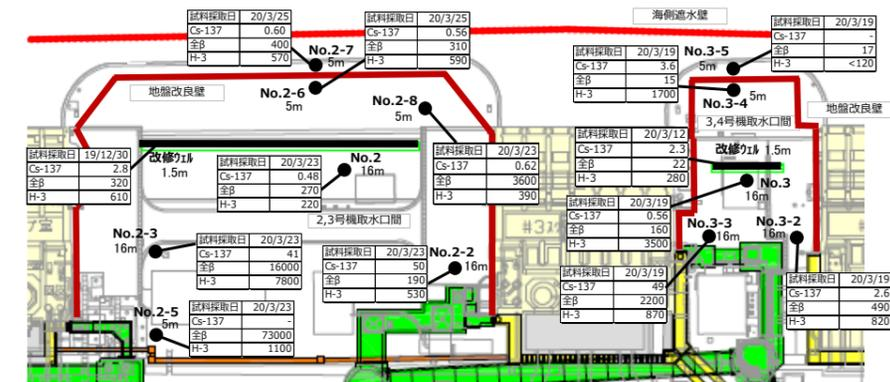 海側遮水壁
試料採取日 20/3/25
Cs-137 0.60
全β 400
H-3 570
試料採取日 20/3/25
Cs-137 0.56
全β 310
H-3 590
No.2-7
5m
No.2-6
5m
No.2-8
5m
地盤改良壁
試料採取日 20/3/19
Cs-137 3.6
全β 15
H-3 1700
No.3-5
5m
試料採取日 20/3/19
Cs-137 -
全β 17
H-3 <120
No.3-4
5m
地盤改良壁
3,4号機取水口間
試料採取日 19/12/30
Cs-137 2.8
全β 320
H-3 610
改修ウェル
1.5m
試料採取日 20/3/23
Cs-137 0.48
全β 270
H-3 220
No.2
16m
試料採取日 20/3/23
Cs-137 0.62
全β 3600
H-3 390
試料採取日 20/3/12
Cs-137 2.3
全β 22
H-3 280
改修ウェル 1.5m
No.3
16m
試料採取日 20/3/19
Cs-137 0.56
全β 160
H-3 3500
2,3号機取水口間
No.2-3
16m
試料採取日 20/3/23
Cs-137 41
全β 16000
H-3 7800
試料採取日 20/3/23
Cs-137 50
全β 190
H-3 530
No.2-2
16m
No.3-3
16m
No.3-2
16m
試料採取日 20/3/19
Cs-137 49
全β 2200
H-3 870
試料採取日 20/3/19
Cs-137 2.6
全β 490
H-3 820
No.2-5
5m
試料採取日 20/3/23
Cs-137 -
全β 73000
H-3 1100